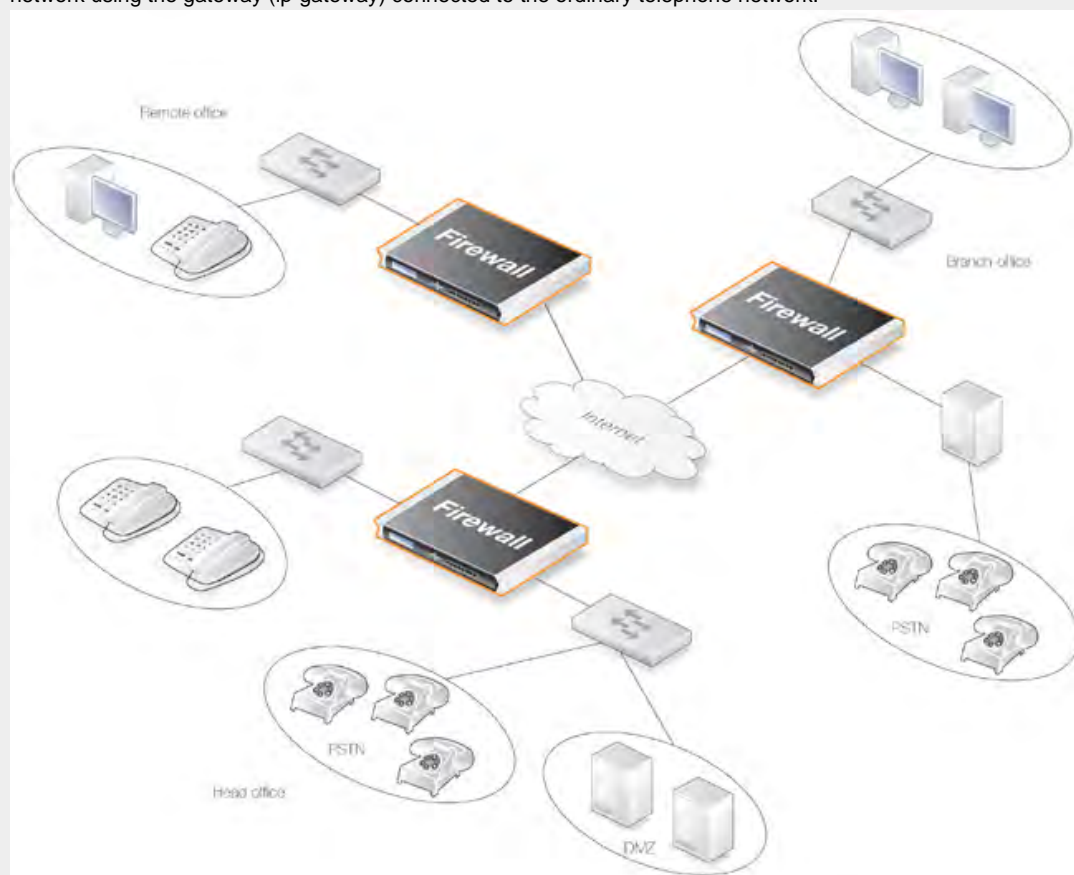 network using the gateway (ip-gateway) connected to the ordinary telephone network.
Remote office
Firewall
Branch office
Firewall
Internet
Firewall
PSTN
PSTN
Head office
DMZ